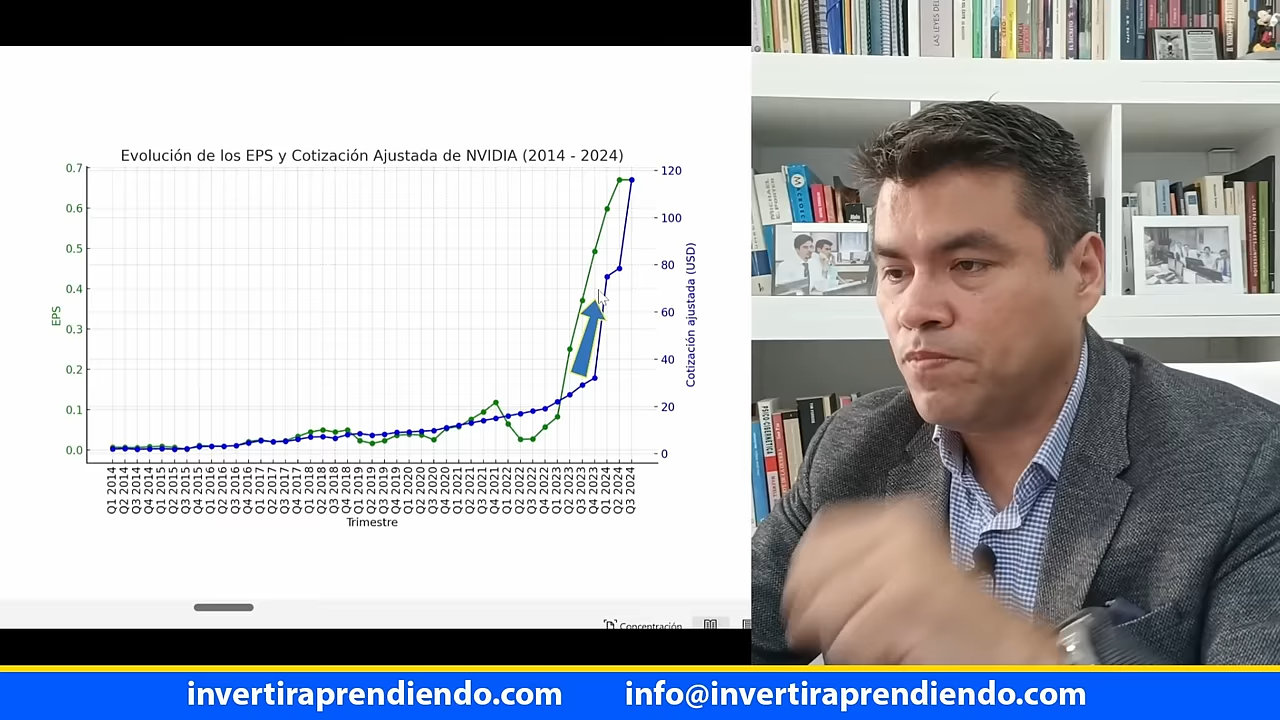 Evolución de los EPS y Cotización Ajustada de NVIDIA (2014 - 2024)
0.7
0.6
0.5
0.4
0.3
0.2
0.1
0.0
EPS
120
100
80
60
40
20
0
Cotización ajustada (USD)
Q1 2014
Q2 2014
Q3 2014
Q4 2014
Q1 2015
Q2 2015
Q3 2015
Q4 2015
Q1 2016
Q2 2016
Q3 2016
Q4 2016
Q1 2017
Q2 2017
Q3 2017
Q4 2017
Q1 2018
Q2 2018
Q3 2018
Q4 2018
Q1 2019
Q2 2019
Q3 2019
Q4 2019
Q1 2020
Q2 2020
Q3 2020
Q4 2020
Q1 2021
Q2 2021
Q3 2021
Q4 2021
Q1 2022
Q2 2022
Q3 2022
Q4 2022
Q1 2023
Q2 2023
Q3 2023
Q4 2023
Q1 2024
Q2 2024
Q3 2024
Trimestre
Concentración
PSICO-CIBERNÉTICA
invertiraprendiendo.com
info@invertiraprendiendo.com